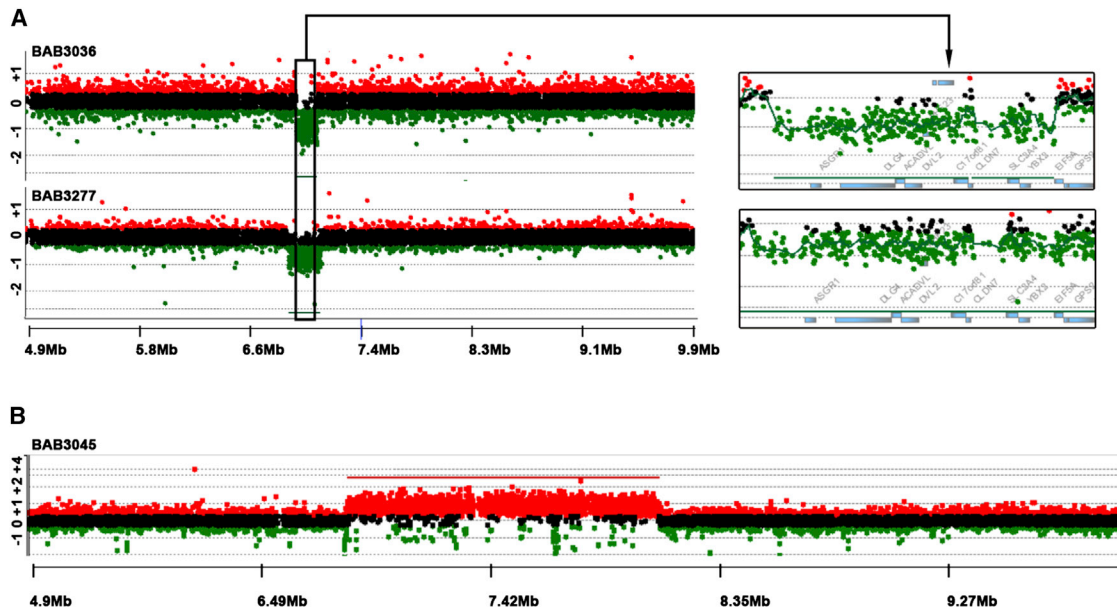 A
BAB3036
+1
0
-1
-2
ASGR1
DLG4
ACADVL
DVL2
C17orf81
CLDN7
SLC2A4
YBX2
EIF5A
GPS2
BAB3277
+1
0
-1
-2
ASGR1
DLG4
ACADVL
DVL2
C17orf81
CLDN7
SLC2A4
YBX2
EIF5A
GPS2
4.9Mb 5.8Mb 6.6Mb 7.4Mb 8.3Mb 9.1Mb 9.9Mb
B
BAB3045
-1 0 +1 +2 +4
4.9Mb 6.49Mb 7.42Mb 8.35Mb 9.27Mb